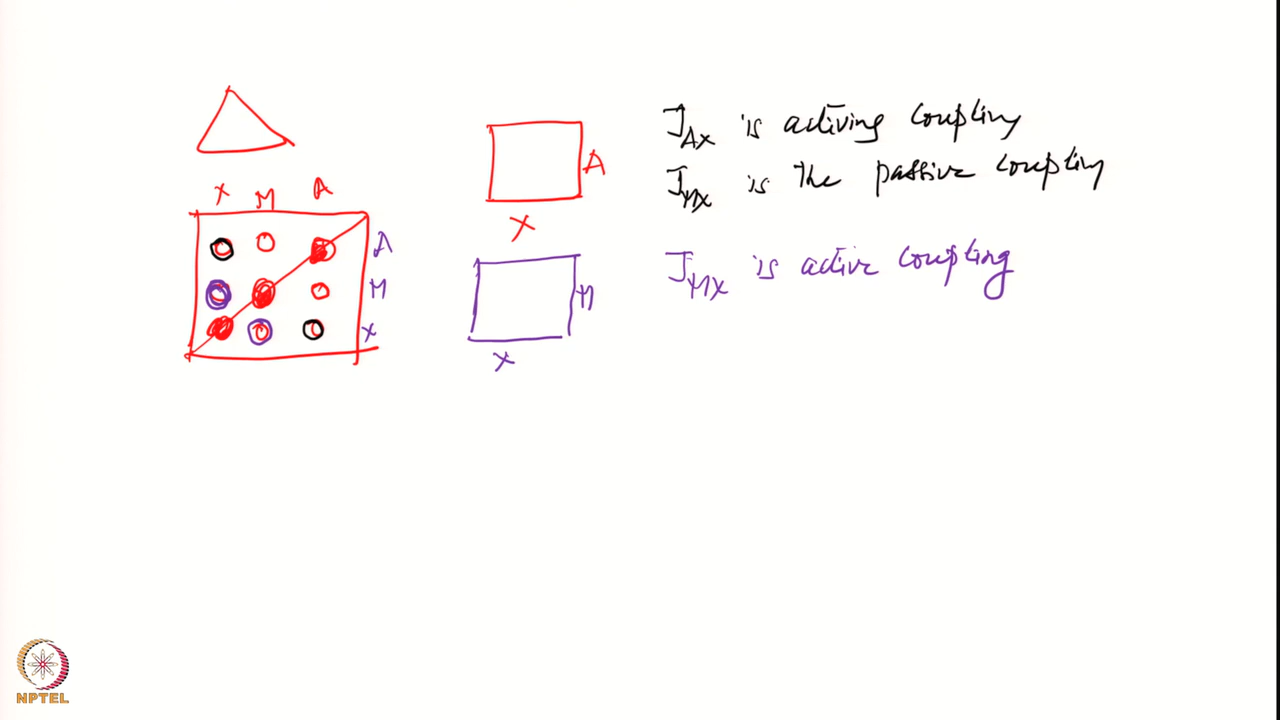 J_AX is activing coupling
J_MX is the passive coupling
X M A
A
X
A
M
X
M
X
J_MX is active coupling
NPTEL